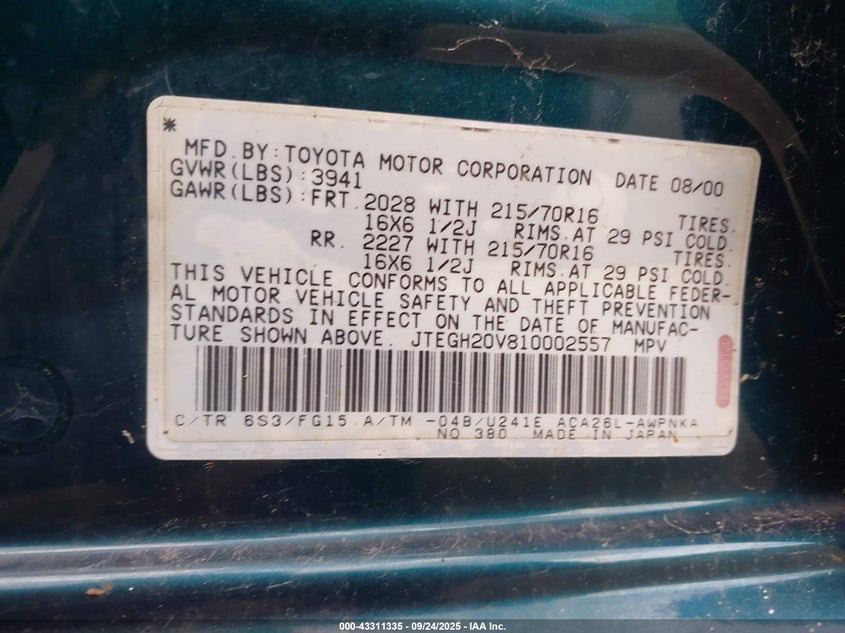 *
MFD. BY: TOYOTA MOTOR CORPORATION DATE 08/00
GVWR(LBS):3941
GAWR(LBS):FRT. 2028 WITH 215/70R16 TIRES.
16X6 1/2J RIMS.AT 29 PSI COLD.
RR. 2227 WITH 215/70R16 TIRES.
16X6 1/2J RIMS.AT 29 PSI COLD.
THIS VEHICLE CONFORMS TO ALL APPLICABLE FEDER-
AL MOTOR VEHICLE SAFETY AND THEFT PREVENTION
STANDARDS IN EFFECT ON THE DATE OF MANUFAC-
TURE SHOWN ABOVE. JTEGH20V810002557 MPV
C/TR 6S3/FG15 A/TM -04B/U241E ACA26L-AWPNKA
NO 380 MADE IN JAPAN
000-43311335 - 09/24/2025 - IAA Inc.